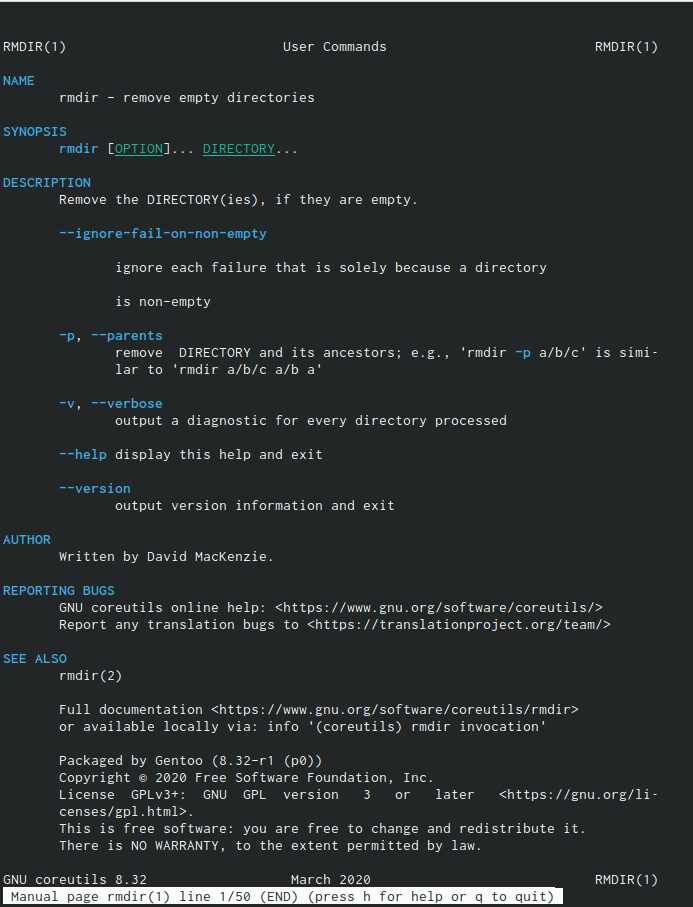 RMDIR(1) User Commands RMDIR(1)
NAME
rmdir - remove empty directories
SYNOPSIS
rmdir [OPTION]... DIRECTORY...
DESCRIPTION
Remove the DIRECTORY(ies), if they are empty.
--ignore-fail-on-non-empty
ignore each failure that is solely because a directory
is non-empty
-p, --parents
remove DIRECTORY and its ancestors; e.g., 'rmdir -p a/b/c' is simi-
lar to 'rmdir a/b/c a/b a'
-v, --verbose
output a diagnostic for every directory processed
--help display this help and exit
--version
output version information and exit
AUTHOR
Written by David MacKenzie.
REPORTING BUGS
GNU coreutils online help: <https://www.gnu.org/software/coreutils/>
Report any translation bugs to <https://translationproject.org/team/>
SEE ALSO
rmdir(2)
Full documentation <https://www.gnu.org/software/coreutils/rmdir>
or available locally via: info '(coreutils) rmdir invocation'
Packaged by Gentoo (8.32-r1 (p0))
Copyright © 2020 Free Software Foundation, Inc.
License GPLv3+: GNU GPL version 3 or later <https://gnu.org/li-
censes/gpl.html>.
This is free software: you are free to change and redistribute it.
There is NO WARRANTY, to the extent permitted by law.
GNU coreutils 8.32 March 2020 RMDIR(1)
Manual page rmdir(1) line 1/50 (END) (press h for help or q to quit)